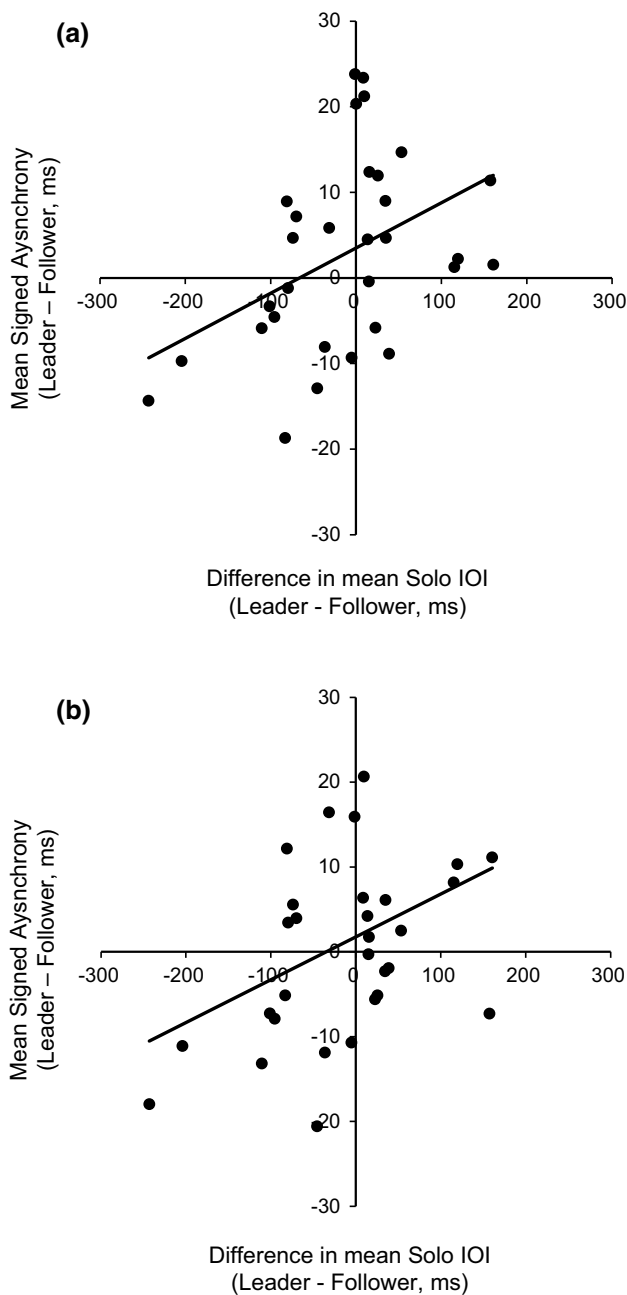 (a)
30
20
10
0
-10
-20
-30
-300
-200
-100
0
100
200
300
Mean Signed Aysnchrony
(Leader – Follower, ms)
Difference in mean Solo IOI
(Leader - Follower, ms)
(b)
30
20
10
0
-10
-20
-30
-300
-200
-100
0
100
200
300
Mean Signed Aysnchrony
(Leader – Follower, ms)
Difference in mean Solo IOI
(Leader - Follower, ms)